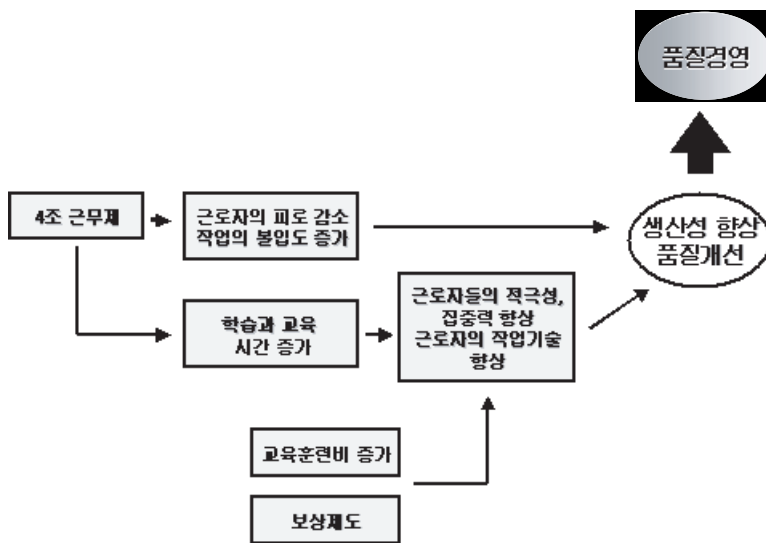 품질경영
4조 근무제
근로자의 피로 감소
작업의 몰입도 증가
생산성 향상
품질개선
학습과 교육
시간 증가
근로자들의 적극성,
집중력 향상
근로자의 작업기술
향상
교육훈련비 증가
보상제도